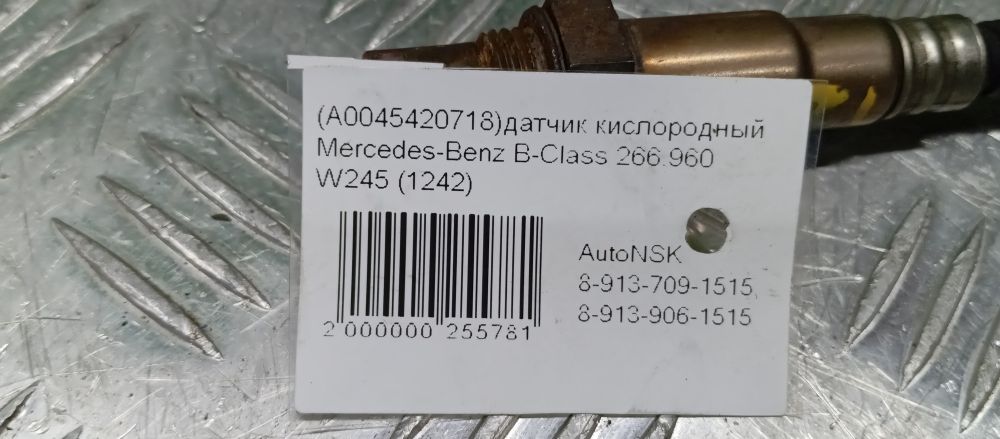 (A0045420718)датчик кислородный
Mercedes-Benz B-Class 266.960
W245 (1242)
AutoNSK
8-913-709-1515,
8-913-906-1515
2 000000 255781